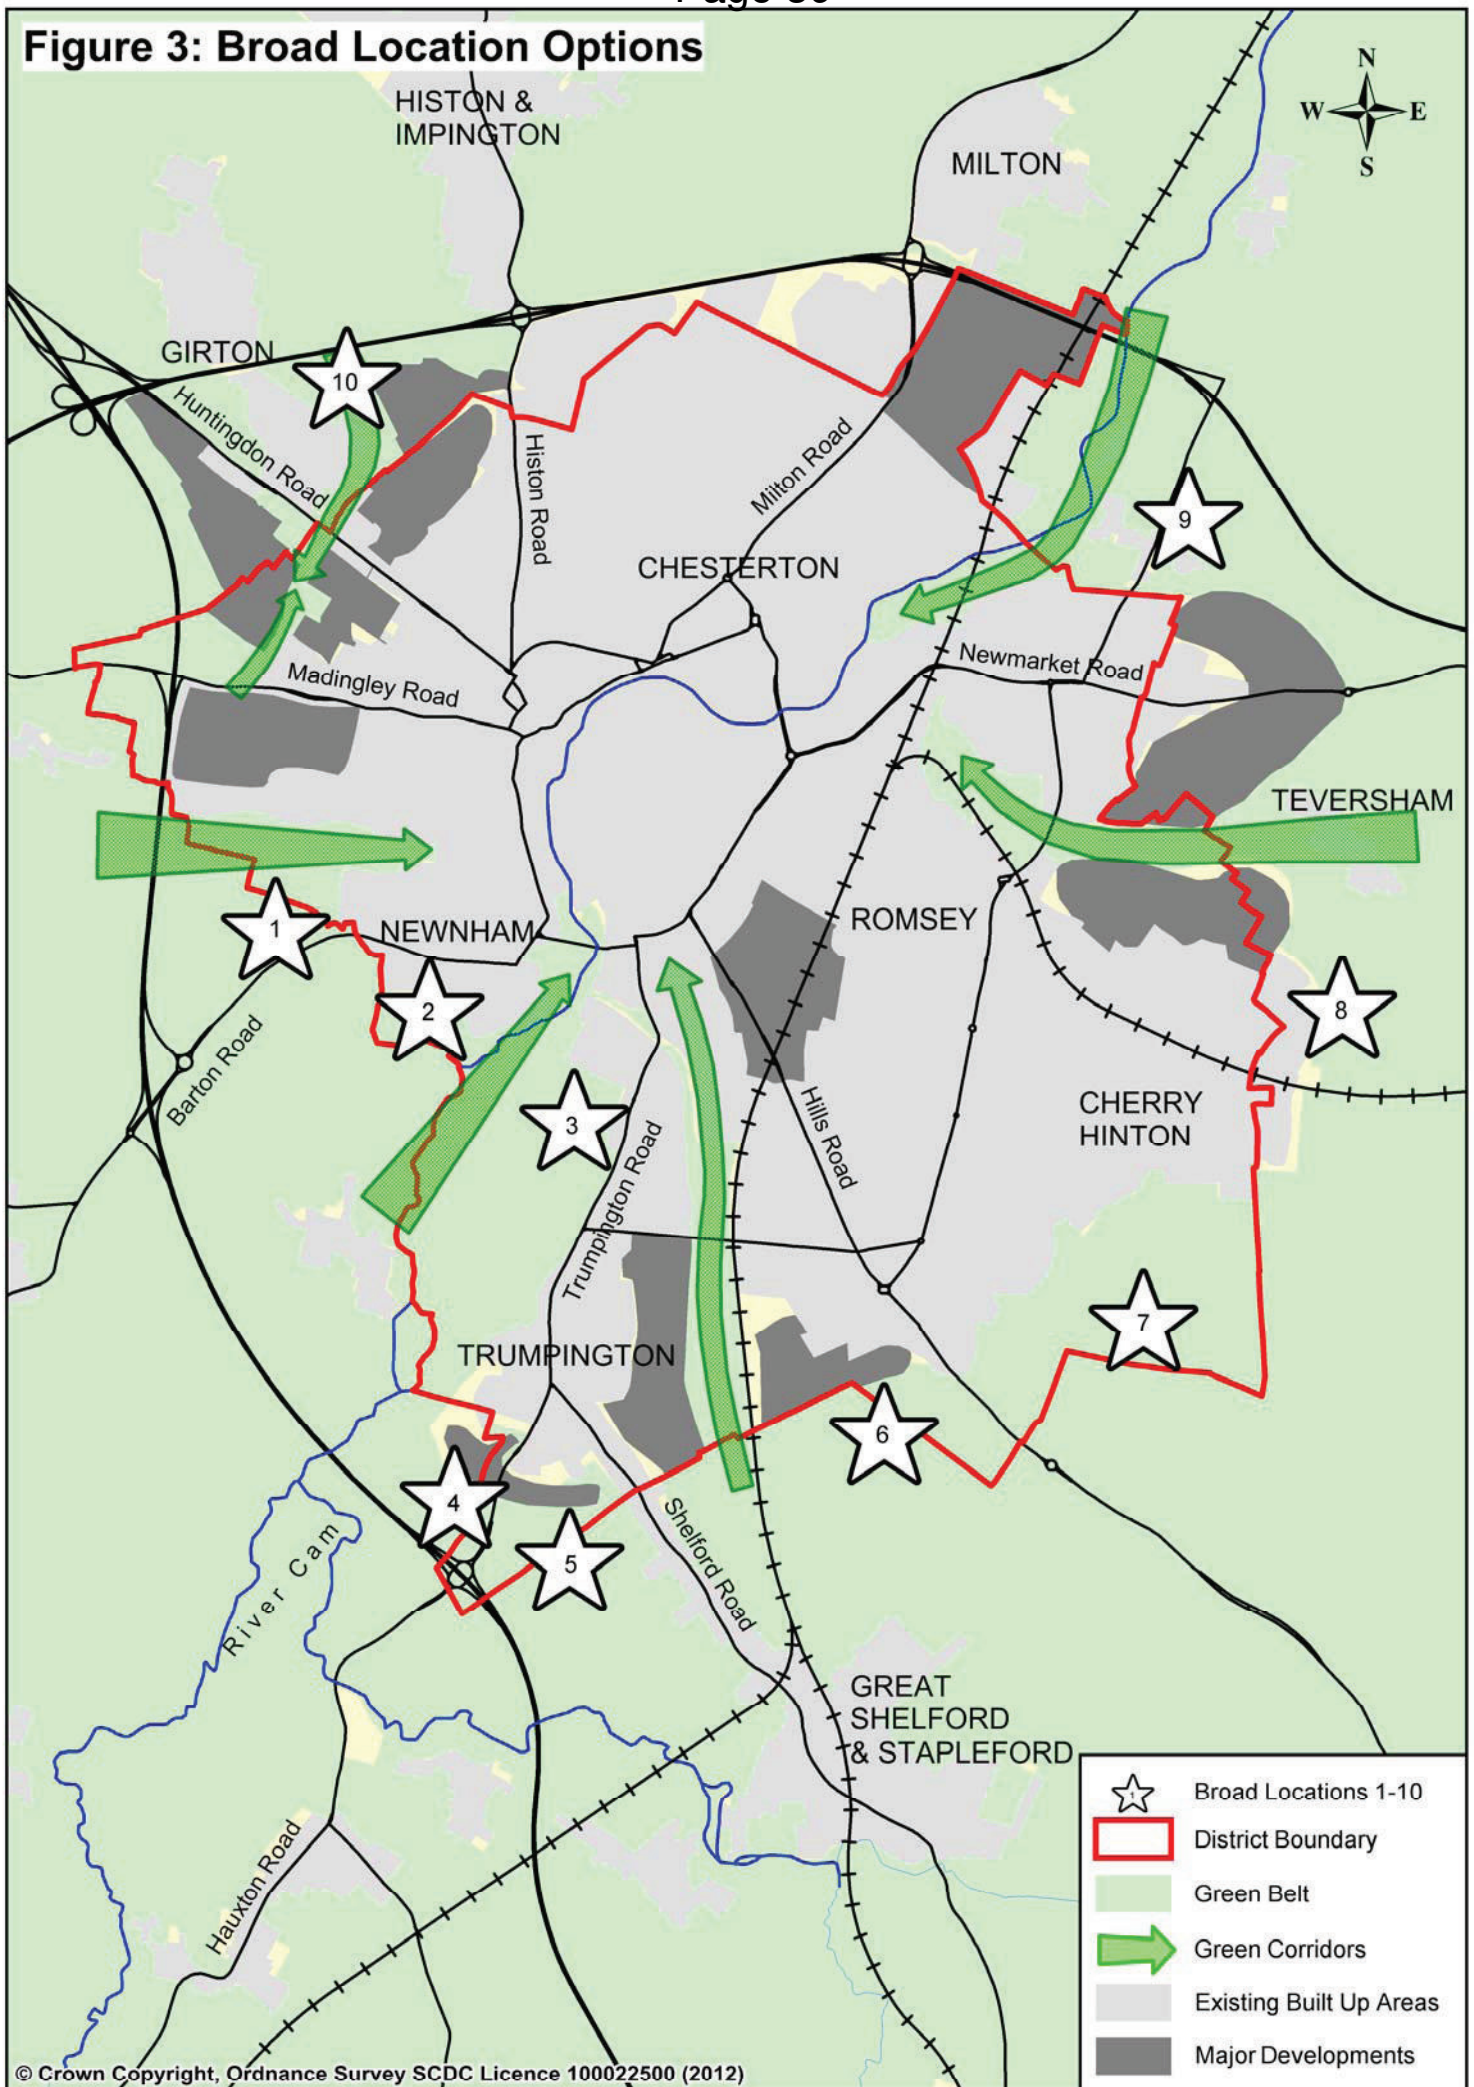 Figure 3: Broad Location Options
N
W E
S
HISTON &
IMPINGTON
MILTON
GIRTON
10
Huntingdon Road
Histon Road
Milton Road
9
CHESTERTON
Madingley Road
Newmarket Road
TEVERSHAM
1
NEWNHAM
ROMSEY
2
8
Barton Road
3
Hills Road
CHERRY
HINTON
Trumpington Road
7
TRUMPINGTON
6
4
5
Shelford Road
River Cam
GREAT
SHELFORD
& STAPLEFORD
Hauxton Road
1
Broad Locations 1-10
District Boundary
Green Belt
Green Corridors
Existing Built Up Areas
Major Developments
© Crown Copyright, Ordnance Survey SCDC Licence 100022500 (2012)